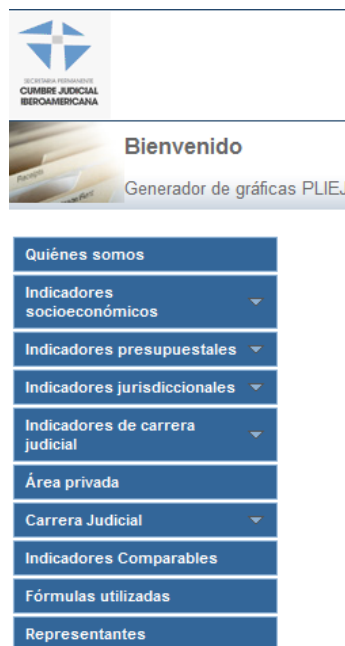 SECRETARIA PERMANENTE
CUMBRE JUDICIAL
IBEROAMERICANA
Bienvenido
Generador de gráficas PLIEJ
Quiénes somos
Indicadores
socioeconómicos
Indicadores presupuestales
Indicadores jurisdiccionales
Indicadores de carrera
judicial
Área privada
Carrera Judicial
Indicadores Comparables
Fórmulas utilizadas
Representantes